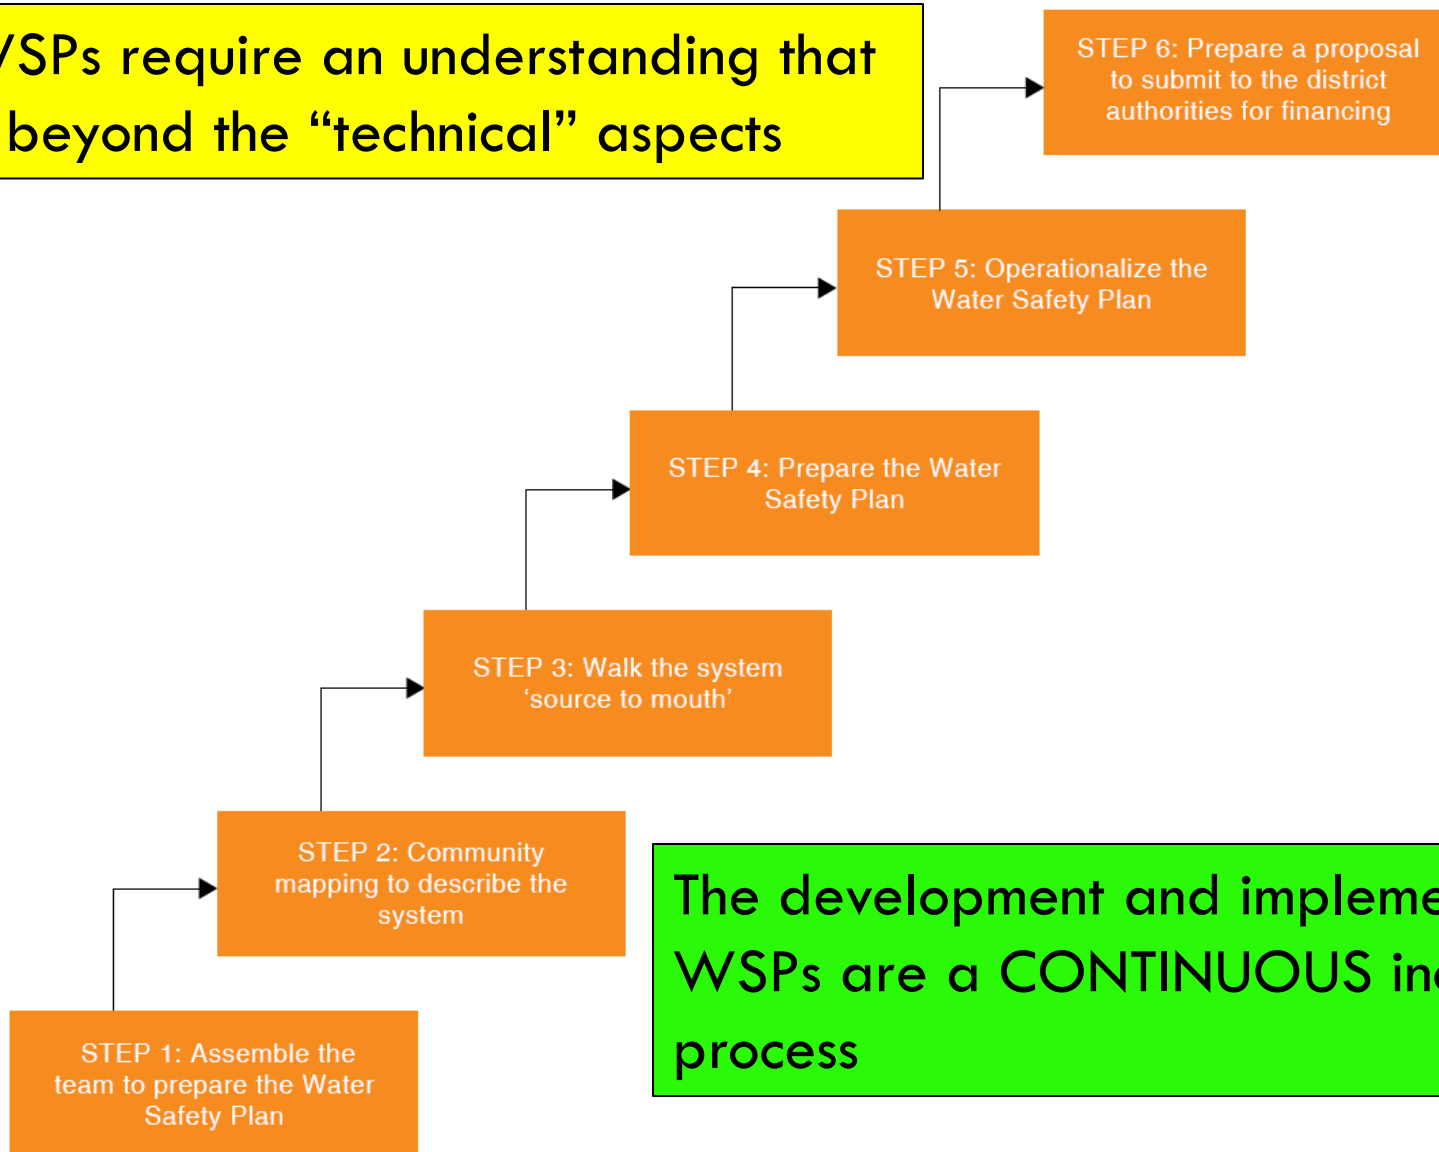 WSPs require an understanding that
beyond the “technical” aspects
STEP 6: Prepare a proposal
to submit to the district
authorities for financing
STEP 5: Operationalize the
Water Safety Plan
STEP 4: Prepare the Water
Safety Plan
STEP 3: Walk the system
‘source to mouth’
STEP 2: Community
mapping to describe the
system
The development and
WSPs are a CONTINUOUS
process
STEP 1: Assemble the
team to prepare the Water
Safety Plan